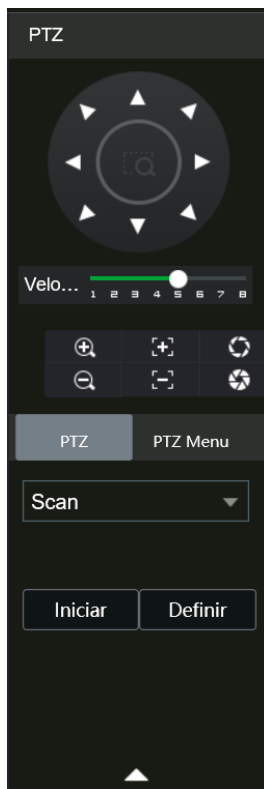 PTZ
Velo...
1 2 3 4 5 6 7 8
PTZ PTZ Menu
Scan
Iniciar Definir